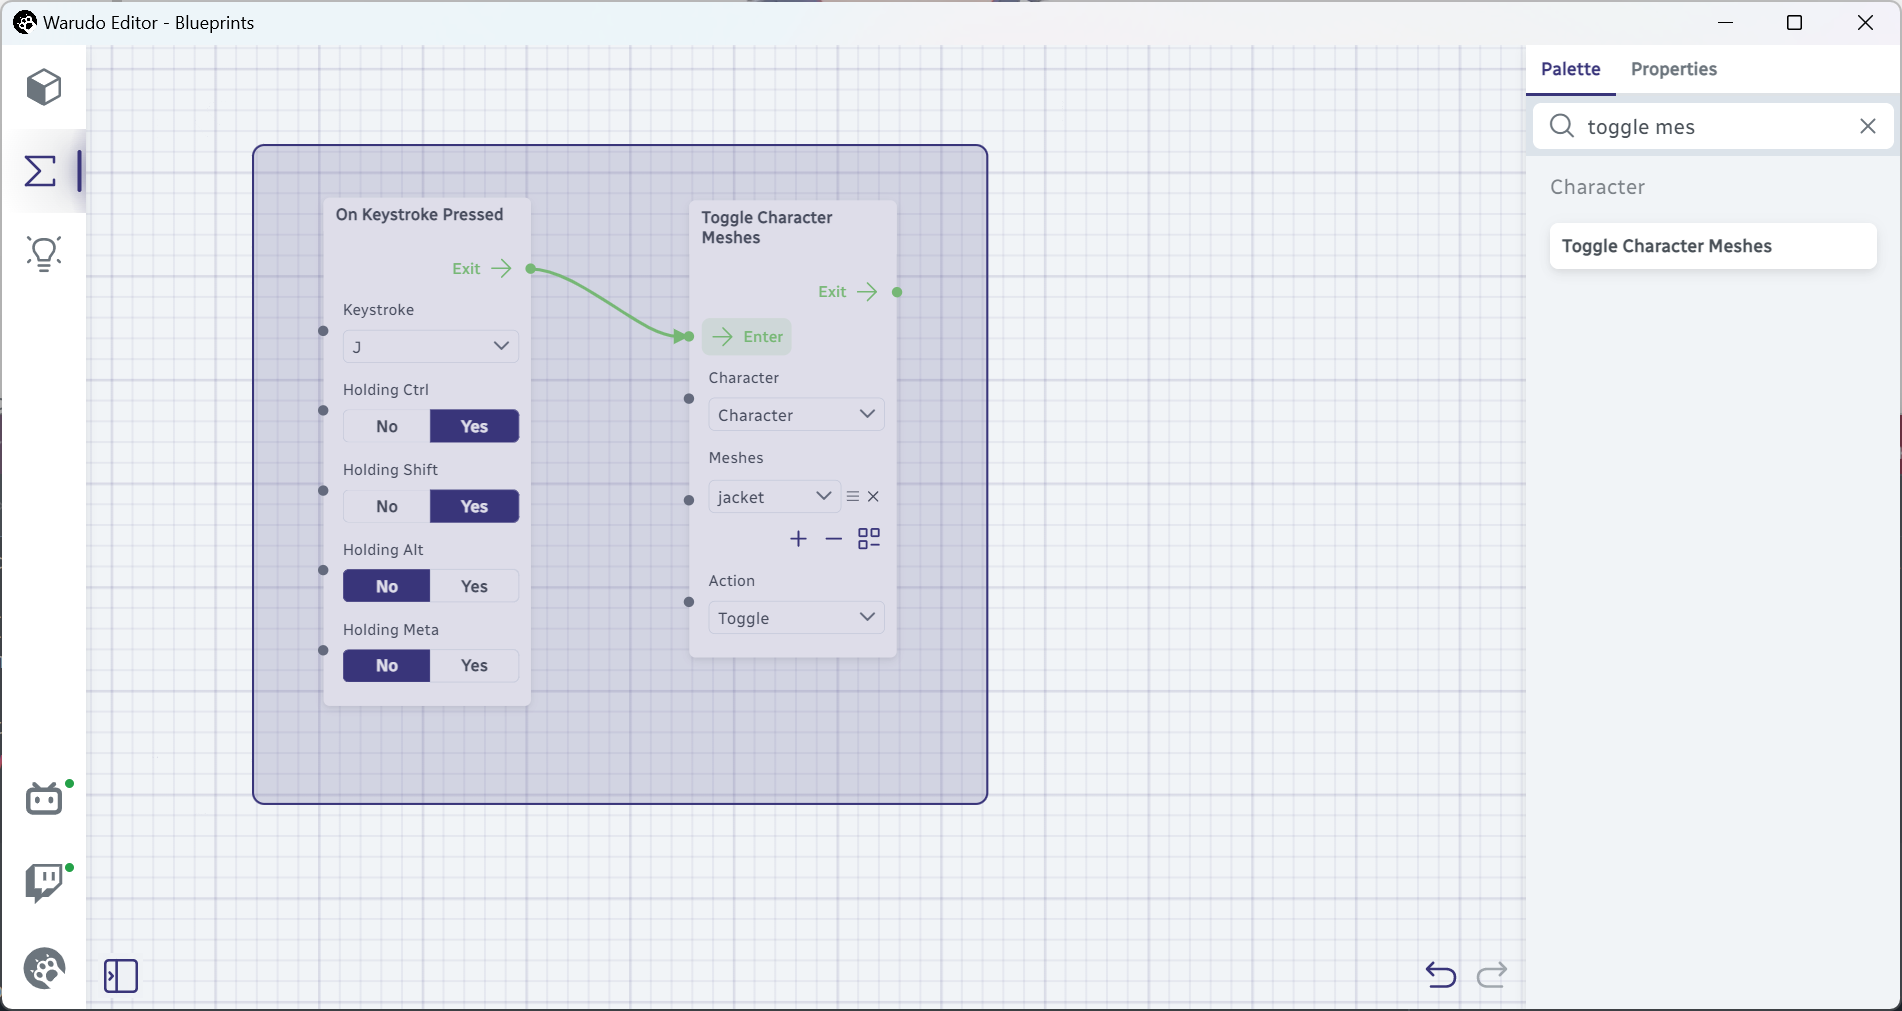 Warudo Editor - Blueprints
Palette
Properties
toggle mes
Character
Toggle Character Meshes
On Keystroke Pressed
Exit
Keystroke
J
Holding Ctrl
No
Yes
Holding Shift
No
Yes
Holding Alt
No
Yes
Holding Meta
No
Yes
Toggle Character
Meshes
Exit
Enter
Character
Character
Meshes
jacket
Action
Toggle